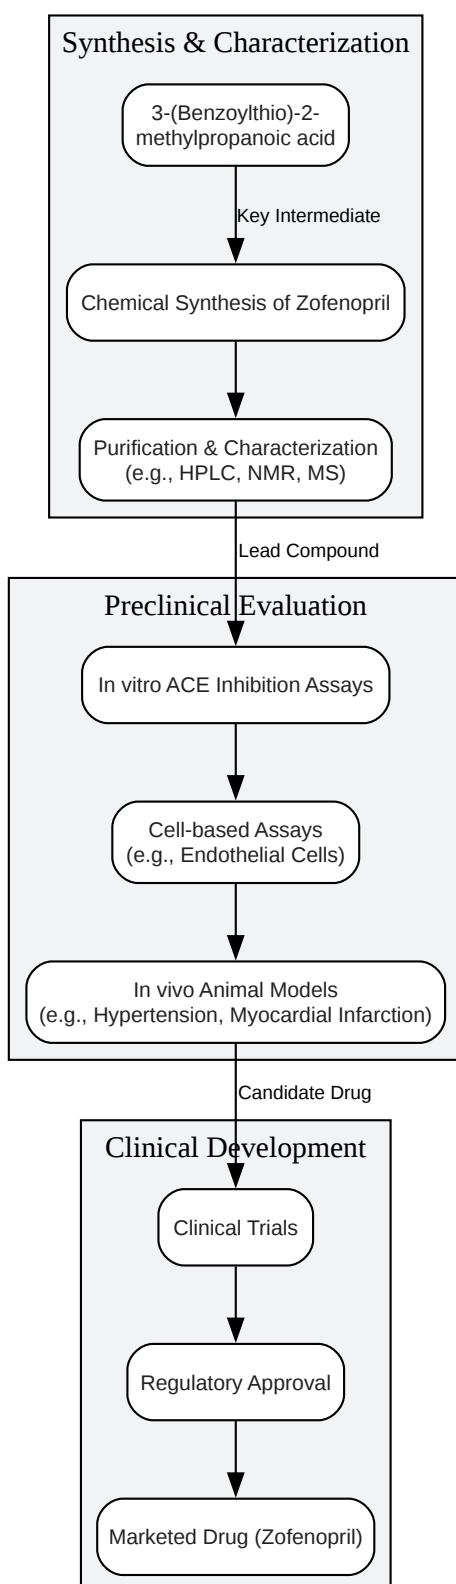 Synthesis & Characterization
3-(Benzoylthio)-2-
methylpropanoic acid
Key Intermediate
Chemical Synthesis of Zofenopril
Purification & Characterization
(e.g., HPLC, NMR, MS)
Lead Compound
Preclinical Evaluation
In vitro ACE Inhibition Assays
Cell-based Assays
(e.g., Endothelial Cells)
In vivo Animal Models
(e.g., Hypertension, Myocardial Infarction)
Candidate Drug
Clinical Development
Clinical Trials
Regulatory Approval
Marketed Drug (Zofenopril)